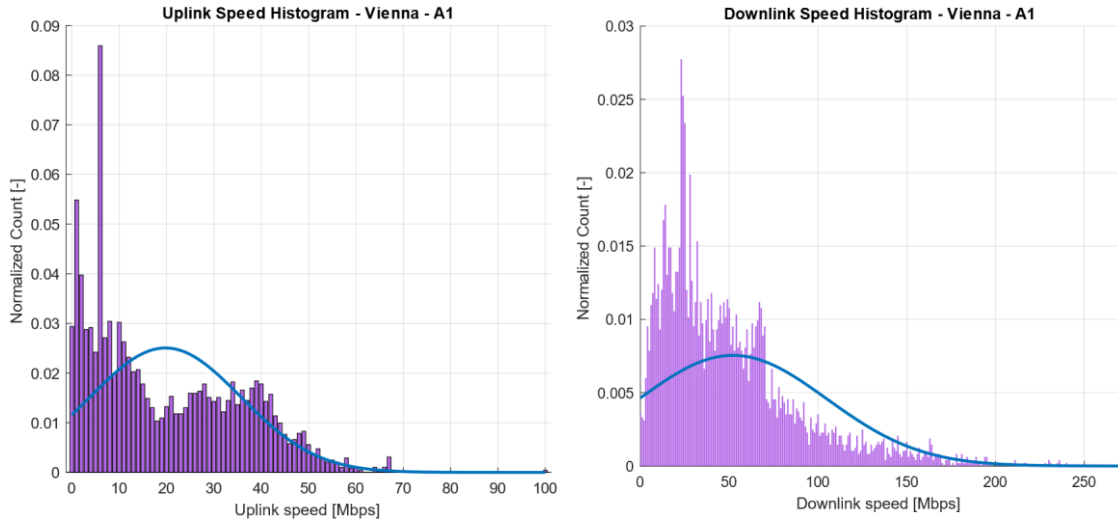 Uplink Speed Histogram - Vienna - A1
0.09
0.08
0.07
0.06
0.05
0.04
0.03
0.02
0.01
0
Normalized Count [-]
0 10 20 30 40 50 60 70 80 90 100
Uplink speed [Mbps]
Downlink Speed Histogram - Vienna - A1
0.03
0.025
0.02
0.015
0.01
0.005
0
Normalized Count [-]
0 50 100 150 200 250
Downlink speed [Mbps]